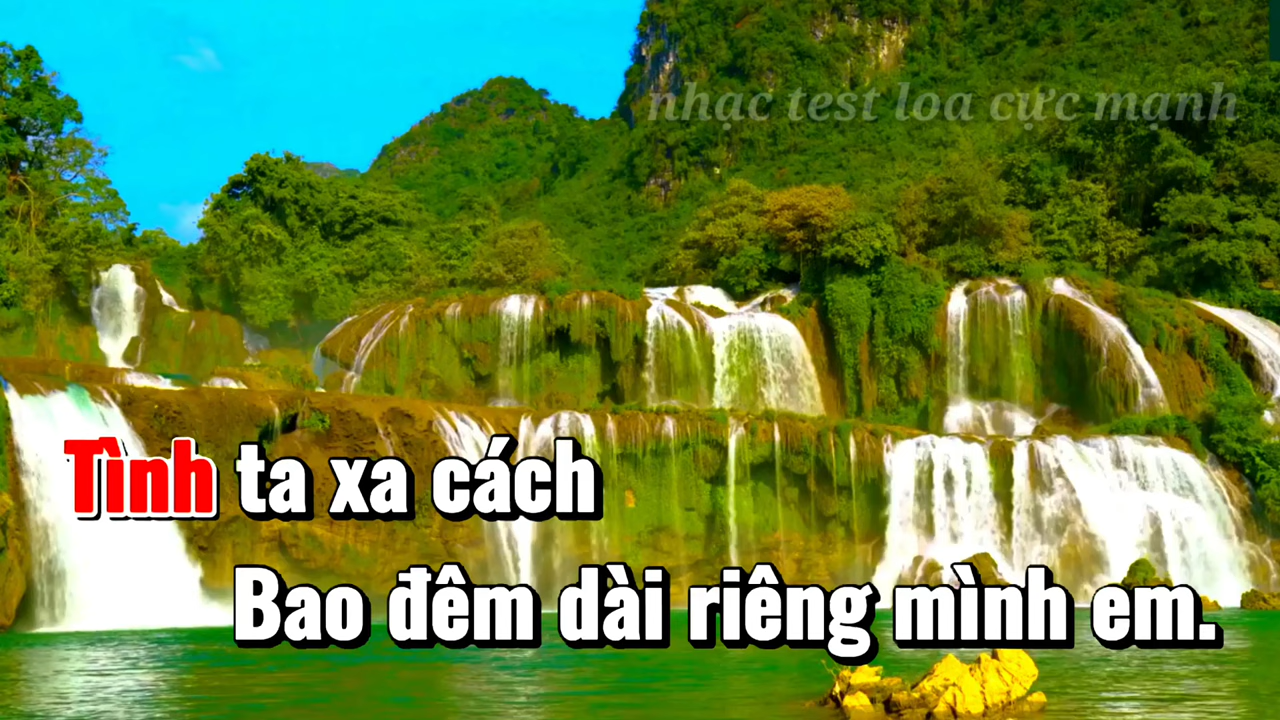 nhạc test loa cực mạnh
Tình ta xa cách
Bao đêm dài riêng mình em.